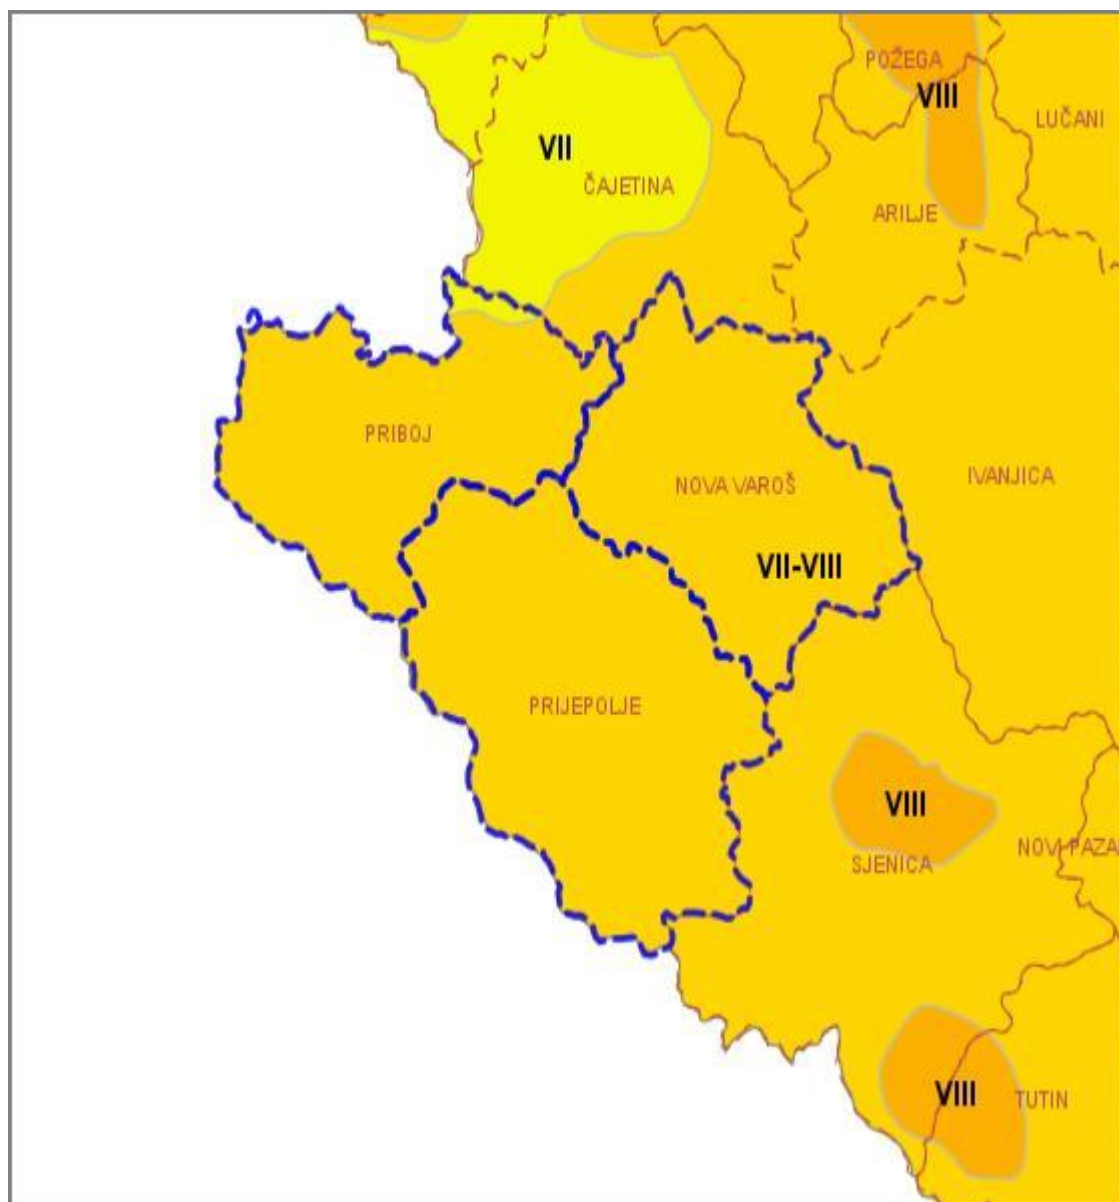 POŽEGA
VIII
LUČANI
VII
ČAJETINA
ARILJE
PRIBOJ
NOVA VAROŠ
IVANJICA
VII-VIII
PRIJEPOLJE
VIII
SJENICA
NOVI PAZA
VIII
TUTIN